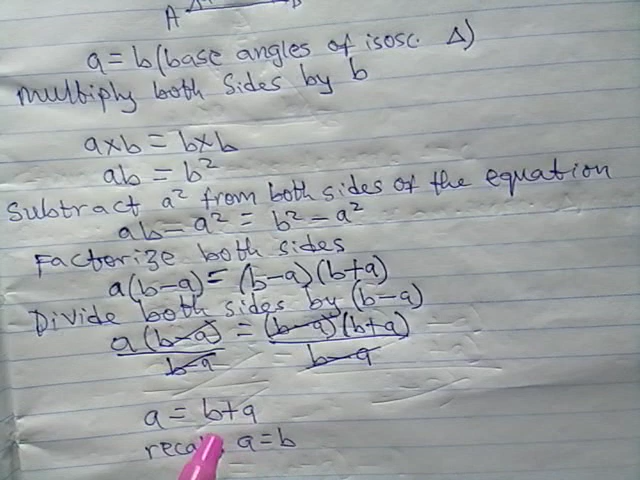 A B
a = b (base angles of isosc. Δ)
multiply both sides by b
a×b = b×b
ab = b²
Subtract a² from both sides of the equation
ab - a² = b² - a²
Factorize both sides
a(b-a) = (b-a)(b+a)
Divide both sides by (b-a)
a(b-a) = (b-a)(b+a)
b-a b-a
a = b+a
a=b